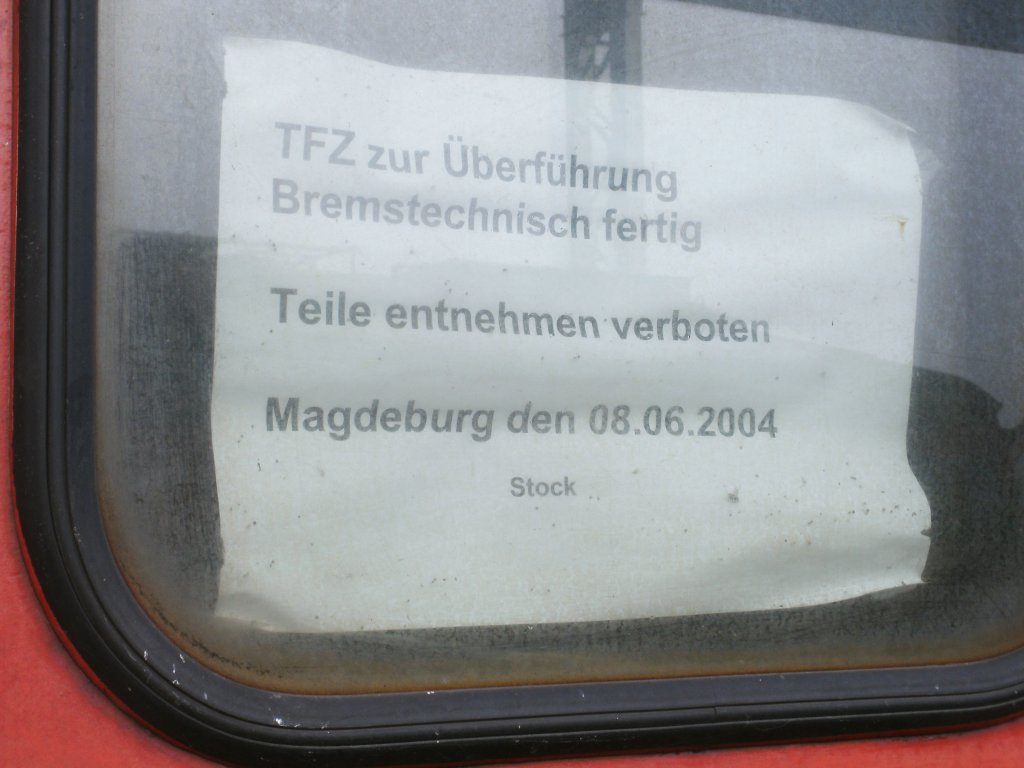 TFZ zur Überführung
Bremstechnisch fertig
Teile entnehmen verboten
Magdeburg den 08.06.2004
Stock